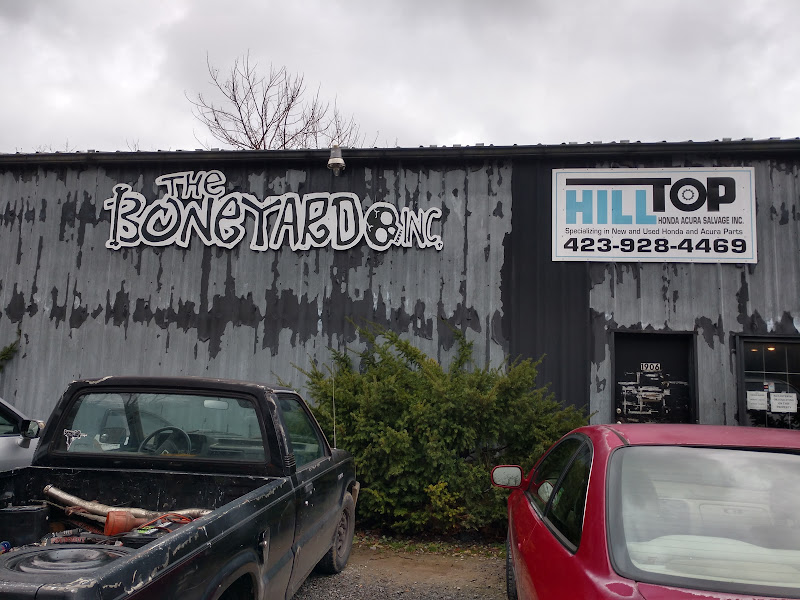 THE
BONEYARD INC.
HILLTOP
HONDA ACURA SALVAGE INC.
Specializing in New and Used Honda and Acura Parts
423-928-4469
1906